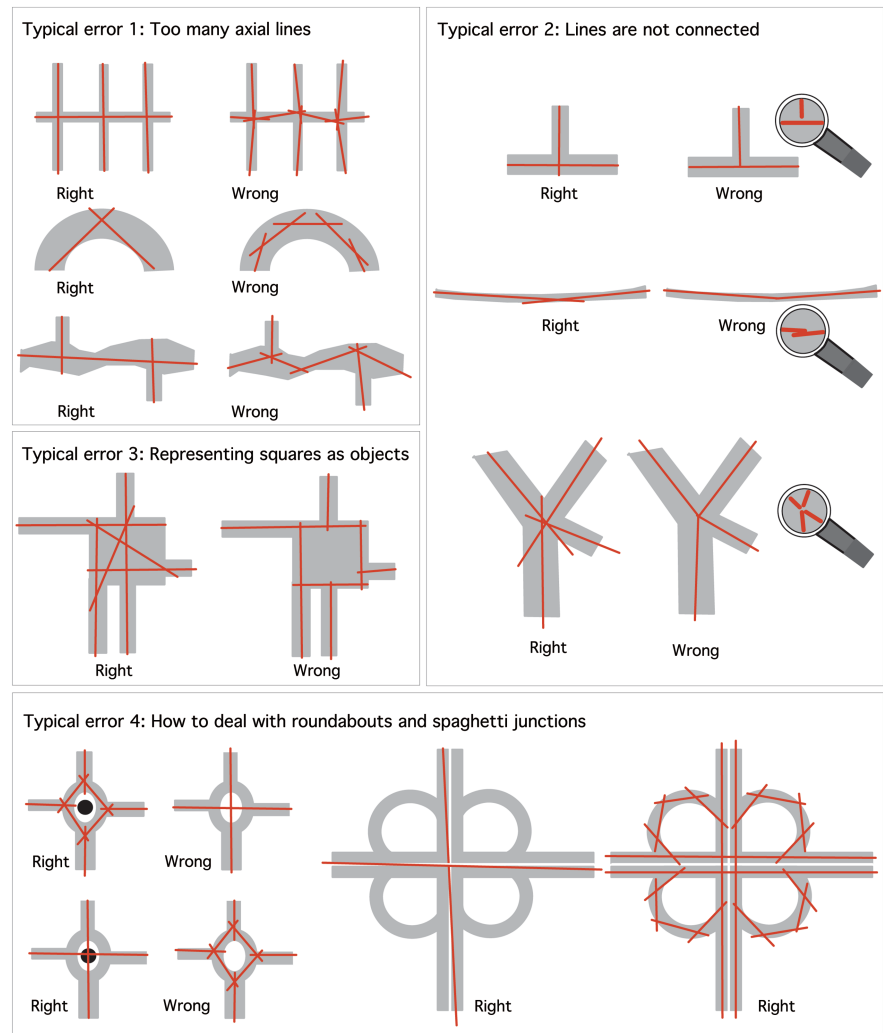 Typical error 1: Too many axial lines
Right
Wrong
Right
Wrong
Right
Wrong
Typical error 2: Lines are not connected
Right
Wrong
Right
Wrong
Right
Wrong
Typical error 3: Representing squares as objects
Right
Wrong
Typical error 4: How to deal with roundabouts and spaghetti junctions
Right
Wrong
Right
Wrong
Right
Right